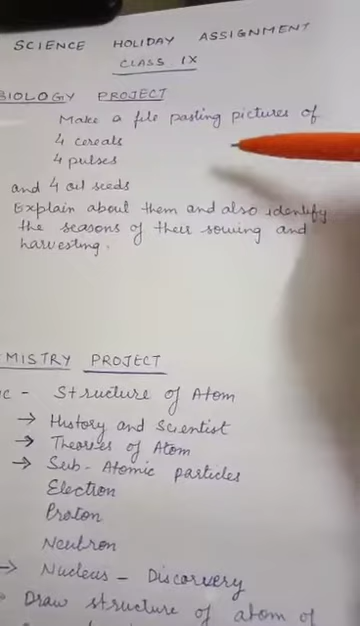 SCIENCE HOLIDAY ASSIGNMENT
CLASS IX
BIOLOGY PROJECT
Make a file pasting pictures of
4 cereals
4 pulses
and 4 oil seeds
Explain about them and also identify
the seasons of their sowing and
harvesting.
MISTRY PROJECT
ic - Structure of Atom
→ History and Scientist
→ Theories of Atom
→ Sub-Atomic particles
Electron
Proton
Neutron
→ Nucleus - Discovery
Draw structure of atom of